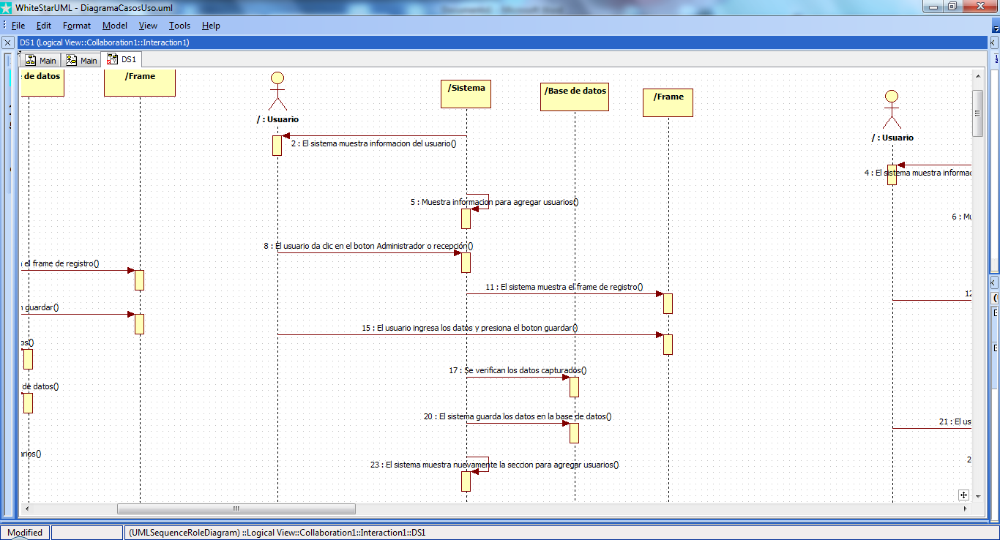 WhiteStarUML - DiagramaCasosUso.uml
File Edit Format Model View Tools Help
DS1 (Logical View::Collaboration1::Interaction1)
Main Main DS1
de datos
/Frame
/ : Usuario
/Sistema
/Base de datos
/Frame
/ : Usuario
2 : El sistema muestra informacion del usuario()
4 : El sistema muestra informac
5 : Muestra informacion para agregar usuarios()
6 : Mu
8 : El usuario da clic en el boton Administrador o recepción()
el frame de registro()
11 : El sistema muestra el frame de registro()
12
guardar()
15 : El usuario ingresa los datos y presiona el boton guardar()
os()
17 : Se verifican los datos capturados()
de datos()
20 : El sistema guarda los datos en la base de datos()
21 : El us
arios()
23 : El sistema muestra nuevamente la seccion para agregar usuarios()
2
Modified
(UMLSequenceRoleDiagram) ::Logical View::Collaboration1::Interaction1::DS1